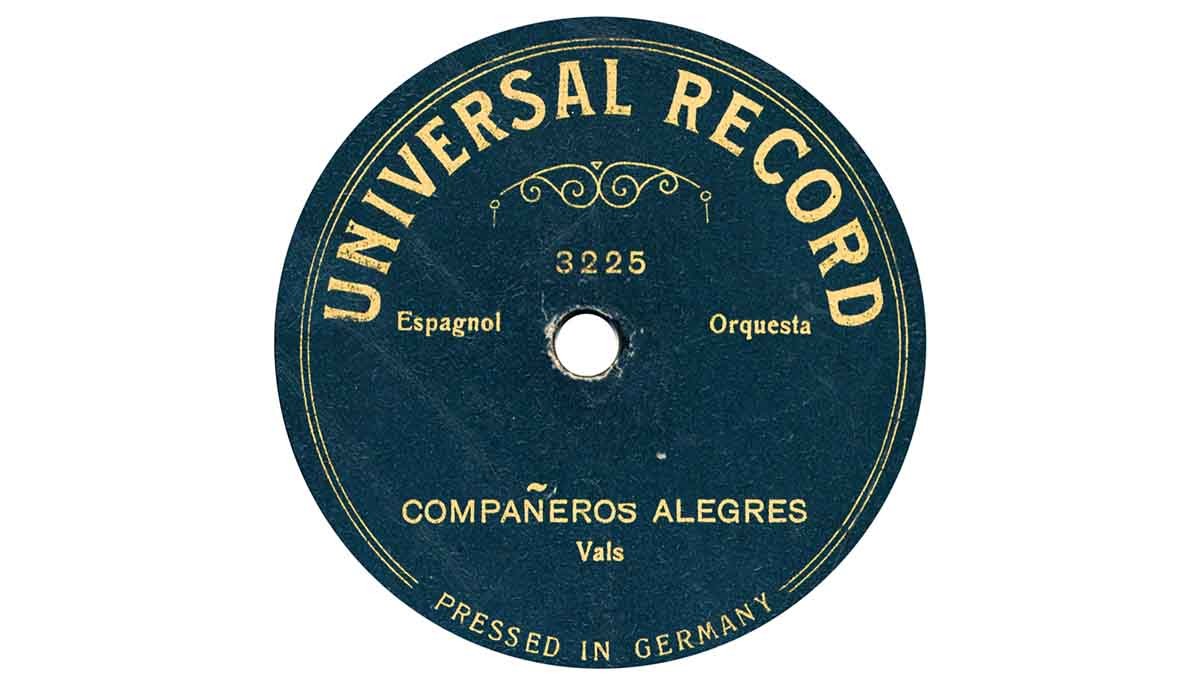 UNIVERSAL RECORD
3225
Espagnol Orquesta
COMPAÑEROS ALEGRES
Vals
PRESSED IN GERMANY